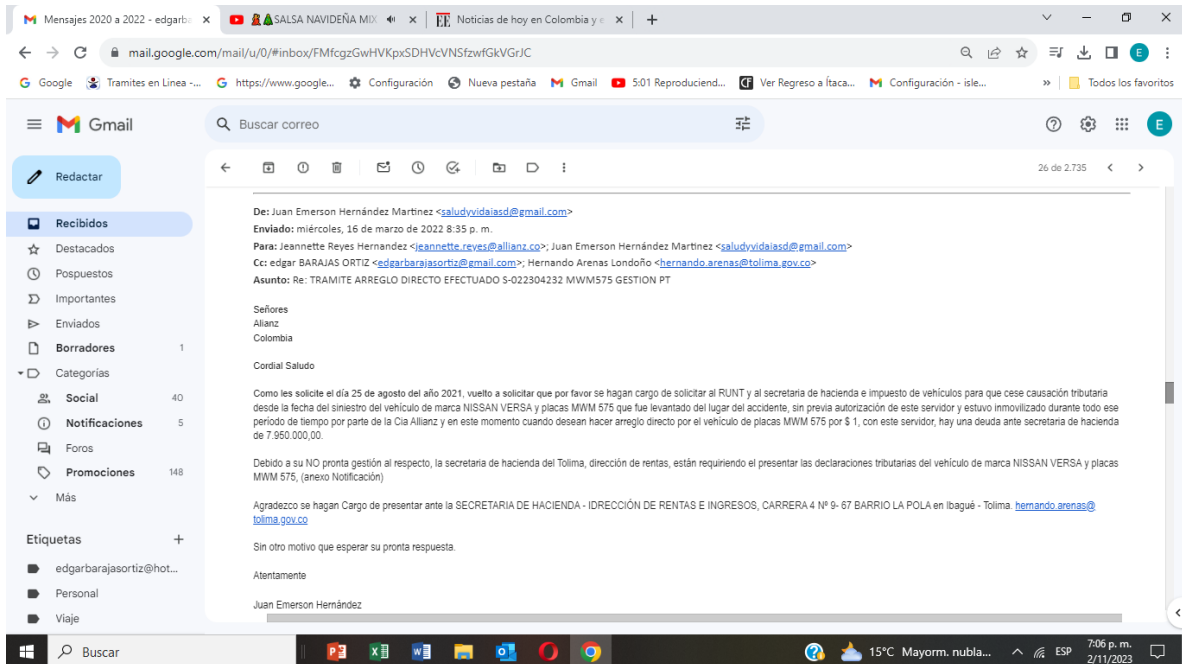 Mensajes 2020 a 2022 - edgarba
SALSA NAVIDEÑA MIX
EE Noticias de hoy en Colombia y e
mail.google.com/mail/u/0/#inbox/FMfcgzGwHVKpxSDHVcVNSfzwfGkVGrJC
E
Google
Tramites en Linea -...
https://www.google...
Configuración
Nueva pestaña
Gmail
5:01 Reproduciend...
Ver Regreso a Ítaca...
Configuración - isle...
»
Todos los favoritos
Gmail
Buscar correo
E
Redactar
26 de 2.735
Recibidos
Destacados
Pospuestos
Importantes
Enviados
Borradores 1
Categorías
Social 40
Notificaciones 5
Foros
Promociones 148
Más
Etiquetas +
edgarbarajasortiz@hot...
Personal
Viaje
De: Juan Emerson Hernández Martinez <saludyvidaiasd@gmail.com>
Enviado: miércoles, 16 de marzo de 2022 8:35 p. m.
Para: Jeannette Reyes Hernandez <jeannette.reyes@allianz.co>; Juan Emerson Hernández Martinez <saludyvidaiasd@gmail.com>
Cc: edgar BARAJAS ORTIZ <edgarbarajasortiz@gmail.com>; Hernando Arenas Londoño <hernando.arenas@tolima.gov.co>
Asunto: Re: TRAMITE ARREGLO DIRECTO EFECTUADO S-022304232 MWM575 GESTION PT
Señores
Alianz
Colombia
Cordial Saludo
Como les solicite el día 25 de agosto del año 2021, vuelto a solicitar que por favor se hagan cargo de solicitar al RUNT y al secretaria de hacienda e impuesto de vehículos para que cese causación tributaria
desde la fecha del siniestro del vehículo de marca NISSAN VERSA y placas MWM 575 que fue levantado del lugar del accidente, sin previa autorización de este servidor y estuvo inmovilizado durante todo ese
período de tiempo por parte de la Cia Allianz y en este momento cuando desean hacer arreglo directo por el vehículo de placas MWM 575 por $ 1, con este servidor, hay una deuda ante secretaria de hacienda
de 7.950.000,00.
Debido a su NO pronta gestión al respecto, la secretaria de hacienda del Tolima, dirección de rentas, están requiriendo el presentar las declaraciones tributarias del vehículo de marca NISSAN VERSA y placas
MWM 575, (anexo Notificación)
Agradezco se hagan Cargo de presentar ante la SECRETARIA DE HACIENDA - IDRECCIÓN DE RENTAS E INGRESOS, CARRERA 4 Nº 9- 67 BARRIO LA POLA en Ibagué - Tolima. hernando.arenas@
tolima.gov.co
Sin otro motivo que esperar su pronta respuesta.
Atentamente
Juan Emerson Hernández
Buscar
15°C Mayorm. nubla...
ESP
7:06 p. m.
2/11/2023